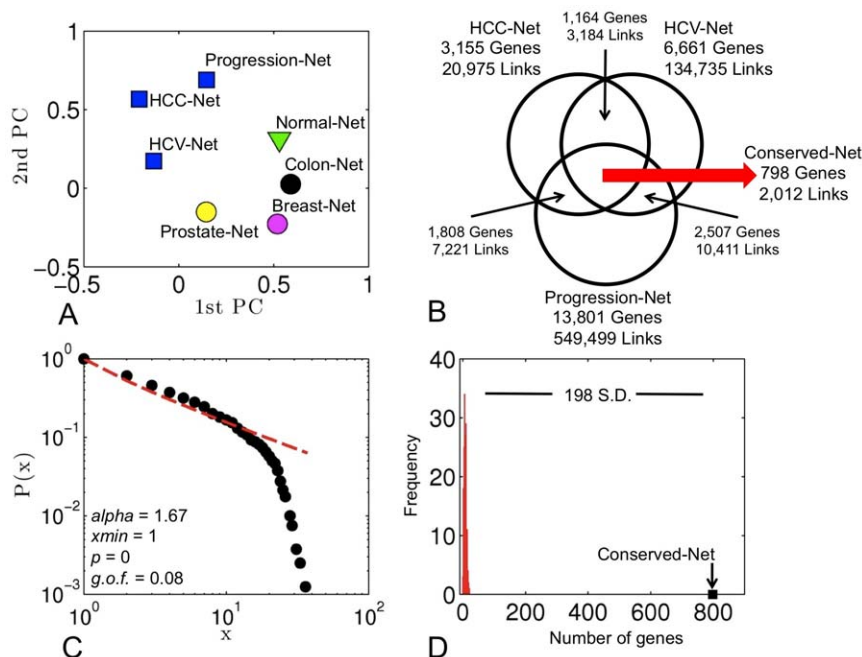 1
0.5
0
−0.5
−0.5
0
0.5
1
2nd PC
1st PC
Progression-Net
HCC-Net
HCV-Net
Normal-Net
Colon-Net
Breast-Net
Prostate-Net
A
HCC-Net
3,155 Genes
20,975 Links
1,164 Genes
3,184 Links
HCV-Net
6,661 Genes
134,735 Links
Conserved-Net
798 Genes
2,012 Links
1,808 Genes
7,221 Links
2,507 Genes
10,411 Links
Progression-Net
13,801 Genes
549,499 Links
B
10^0
10^−1
10^−2
10^−3
10^0
10^1
10^2
P(x)
x
alpha = 1.67
xmin = 1
p = 0
g.o.f. = 0.08
C
40
30
20
10
0
0
200
400
600
800
Frequency
Number of genes
198 S.D.
Conserved-Net
D